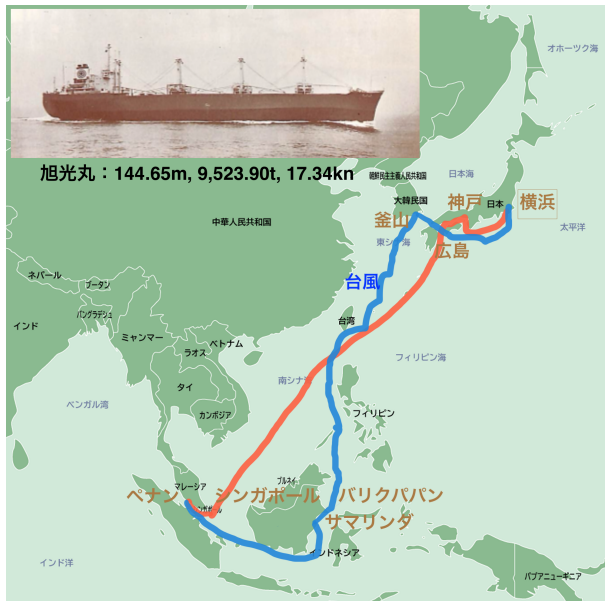 オホーツク海
旭光丸：144.65m, 9,523.90t, 17.34kn
朝鮮民主主義人民共和国
日本海
大韓民国
神戸
日本
横浜
釜山
中華人民共和国
東シナ海
太平洋
広島
ネパール
ブータン
台風
バングラデシュ
インド
台湾
ミャンマー
ベトナム
ラオス
フィリピン海
南シナ海
タイ
ベンガル湾
カンボジア
フィリピン
ブルネイ
マレーシア
ペナン
シンガポール
バリクパパン
サマリンダ
インドネシア
インド洋
パプアニューギニア